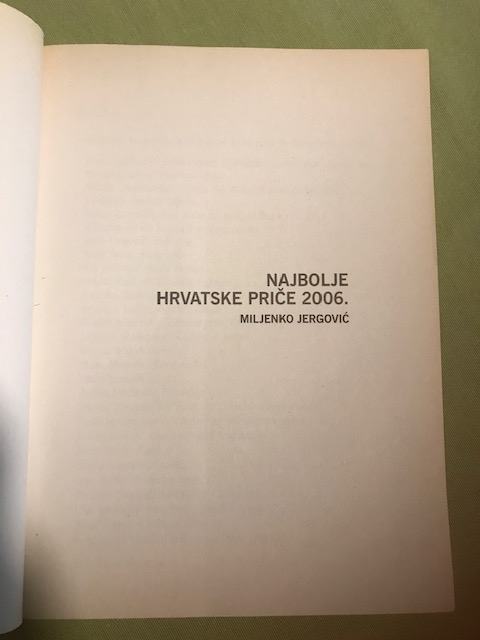 NAJBOLJE
HRVATSKE PRIČE 2006.
MILJENKO JERGOVIĆ